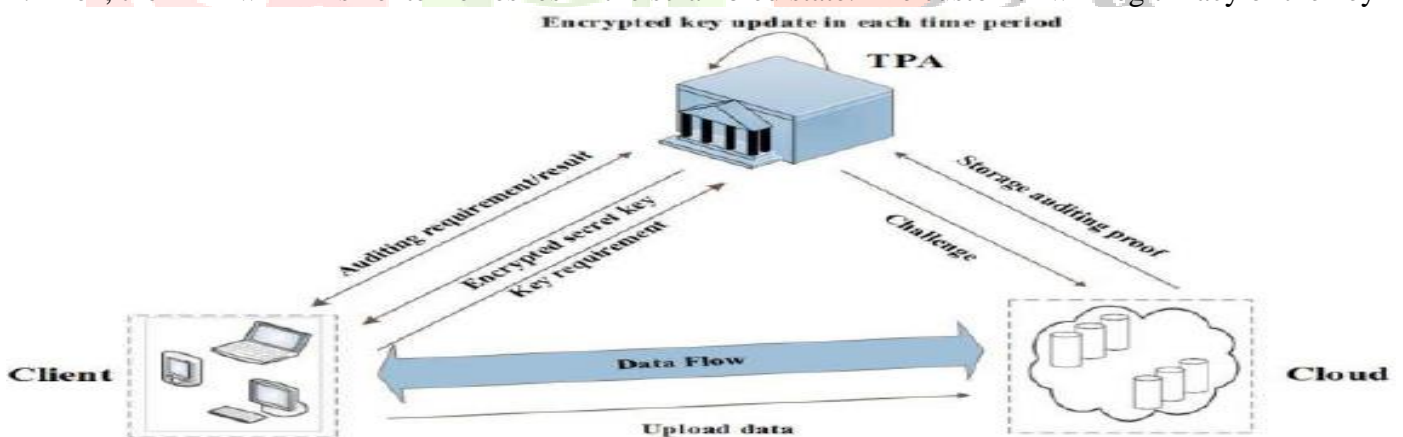 Encrypted key update in each time period
TPA
Auditing requirement/result
Encrypted secret key
Key requirement
Challenge
Storage auditing proof
Client
Data Flow
Cloud
Upload data